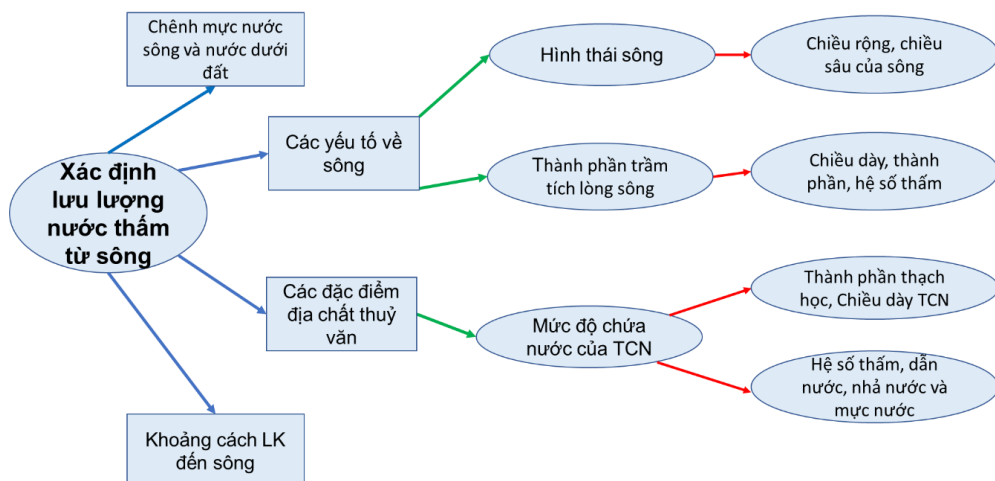 Chênh mực nước
sông và nước dưới
đất
Hình thái sông
Chiều rộng, chiều
sâu của sông
Các yếu tố về
sông
Thành phần trầm
tích lòng sông
Chiều dày, thành
phần, hệ số thấm
Xác định
lưu lượng
nước thấm
từ sông
Các đặc điểm
địa chất thuỷ
văn
Mức độ chứa
nước của TCN
Thành phần thạch
học, Chiều dày TCN
Hệ số thấm, dẫn
nước, nhả nước và
mực nước
Khoảng cách LK
đến sông